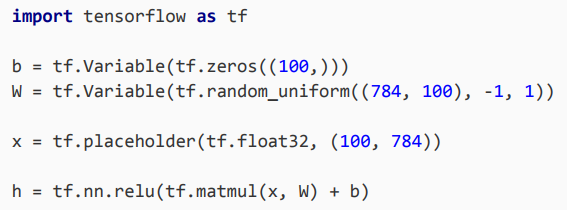 import tensorflow as tf
b = tf.Variable(tf.zeros((100,)))
W = tf.Variable(tf.random_uniform((784, 100), -1, 1))
x = tf.placeholder(tf.float32, (100, 784))
h = tf.nn.relu(tf.matmul(x, W) + b)